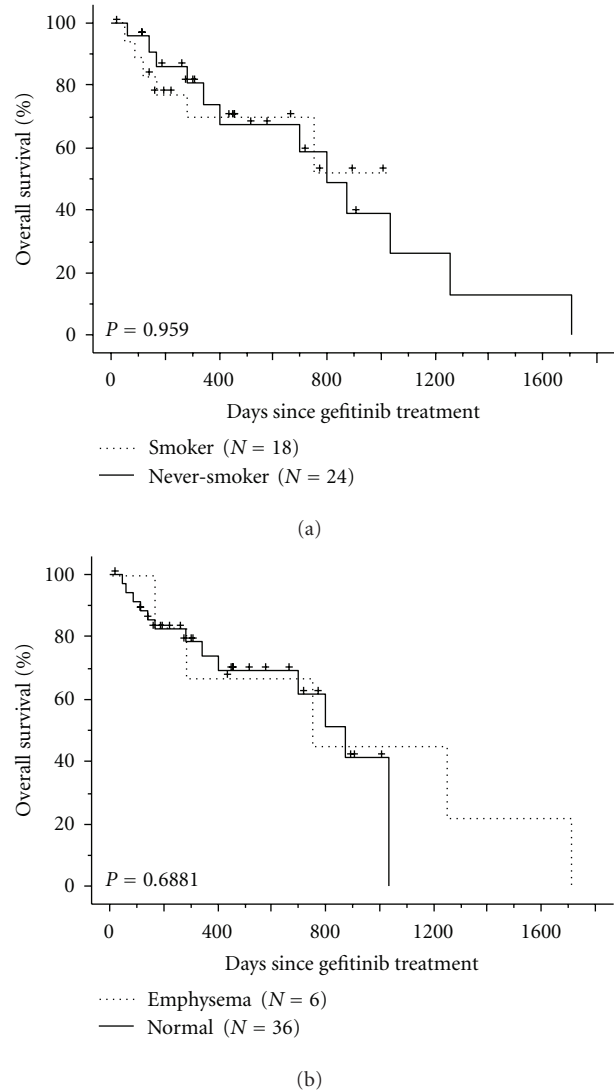 100
80
60
40
20
0
Overall survival (%)
P = 0.959
0 400 800 1200 1600
Days since gefitinib treatment
Smoker (N = 18)
Never-smoker (N = 24)
(a)
100
80
60
40
20
0
Overall survival (%)
P = 0.6881
0 400 800 1200 1600
Days since gefitinib treatment
Emphysema (N = 6)
Normal (N = 36)
(b)